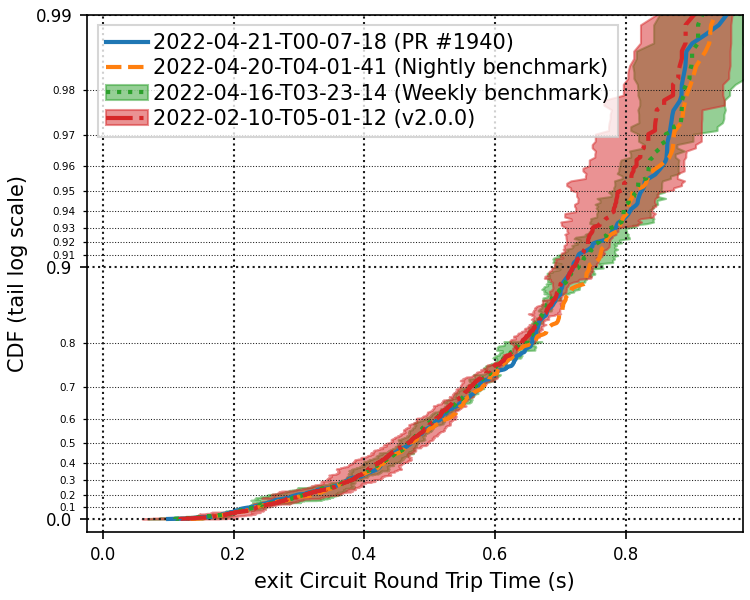 2022-04-21-T00-07-18 (PR #1940)
2022-04-20-T04-01-41 (Nightly benchmark)
2022-04-16-T03-23-14 (Weekly benchmark)
2022-02-10-T05-01-12 (v2.0.0)
CDF (tail log scale)
0.99
0.98
0.97
0.96
0.95
0.94
0.93
0.92
0.91
0.9
0.8
0.7
0.6
0.5
0.4
0.3
0.2
0.1
0.0
0.0 0.2 0.4 0.6 0.8
exit Circuit Round Trip Time (s)